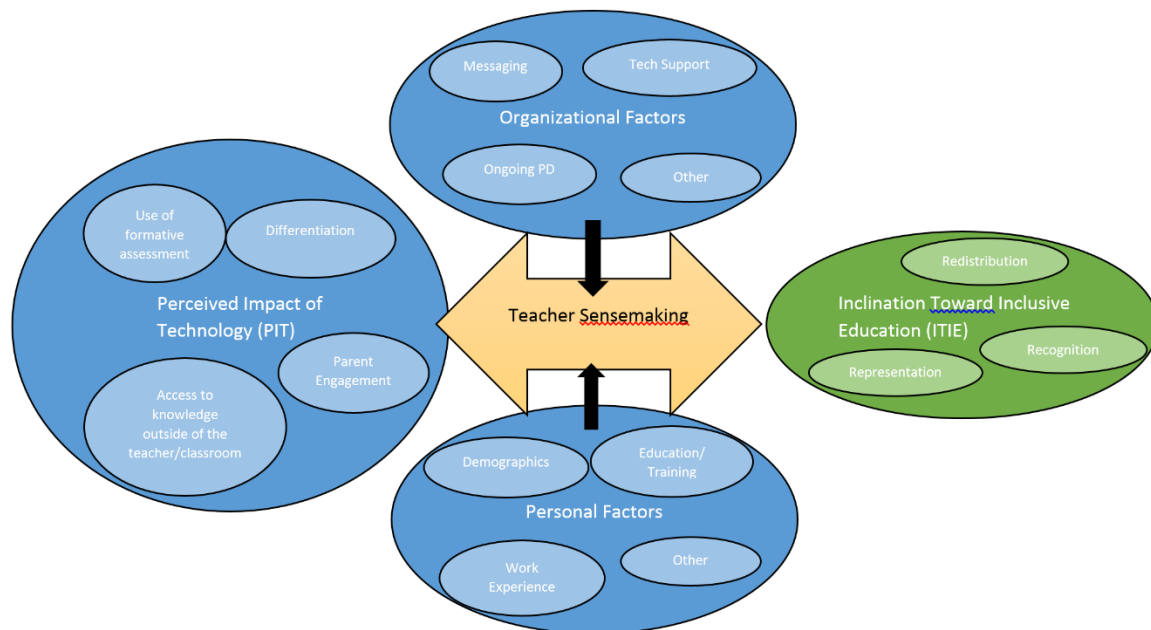 Messaging
Tech Support
Organizational Factors
Ongoing PD
Other
Use of
formative
assessment
Differentiation
Perceived Impact of
Technology (PIT)
Parent
Engagement
Access to
knowledge
outside of the
teacher/classroom
Teacher Sensemaking
Redistribution
Inclination Toward Inclusive
Education (ITIE)
Recognition
Representation
Demographics
Education/
Training
Personal Factors
Work
Experience
Other